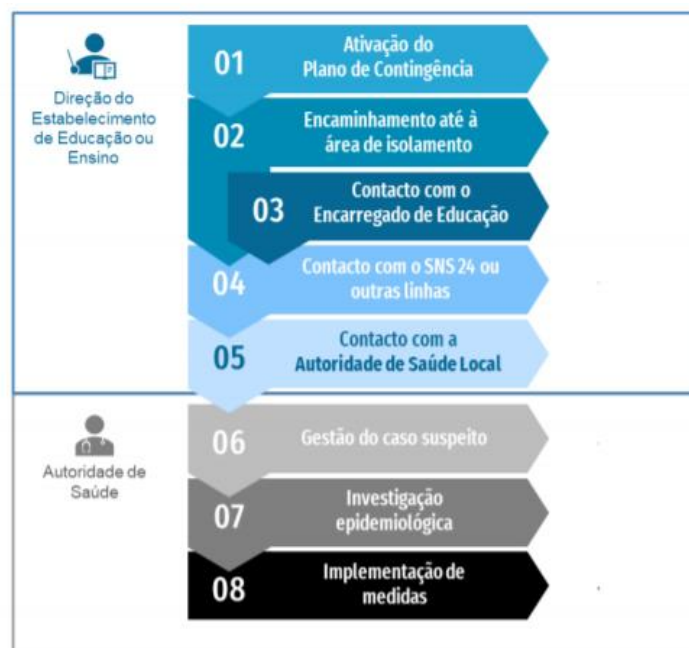 Direção do
Estabelecimento
de Educação ou
Ensino
01
Ativação do
Plano de Contingência
02
Encaminhamento até à
área de isolamento
03
Contacto com o
Encarregado de Educação
04
Contacto com o SNS 24 ou
outras linhas
05
Contacto com a
Autoridade de Saúde Local
Autoridade de
Saúde
06
Gestão do caso suspeito
07
Investigação
epidemiológica
08
Implementação de
medidas